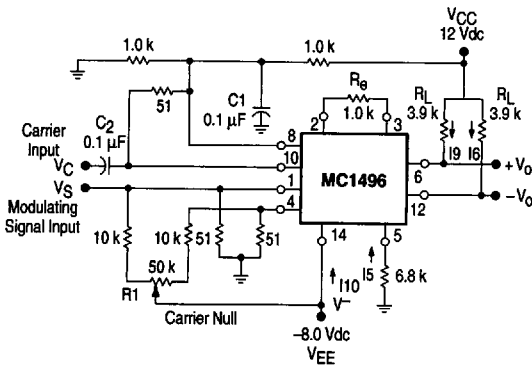 VCC
12 Vdc
1.0 k
1.0 k
51
C1
0.1 µF
Re
1.0 k
RL
3.9 k
RL
3.9 k
C2
0.1 µF
2
3
I9
I6
Carrier
Input
VC
8
10
MC1496
6
+Vo
VS
1
Modulating
Signal Input
4
12
−Vo
10 k
10 k
51
51
14
5
50 k
R1
Carrier Null
I10
V−
I5
6.8 k
−8.0 Vdc
VEE